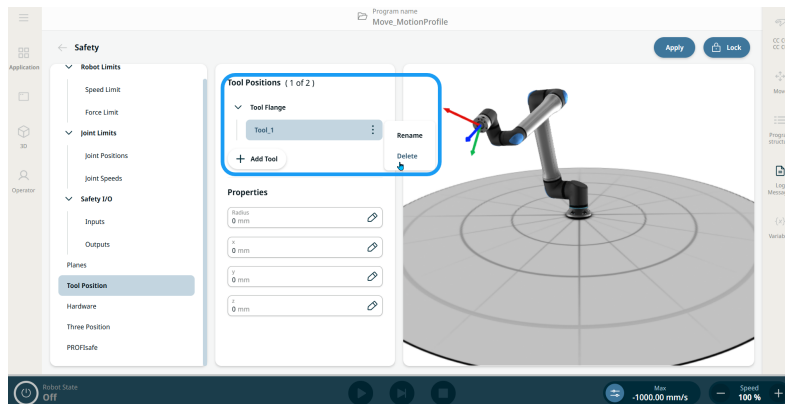 Program name
Move_MotionProfile
Safety
Apply
Lock
Application
3D
Operator
Robot Limits
Speed Limit
Force Limit
Joint Limits
Joint Positions
Joint Speeds
Safety I/O
Inputs
Outputs
Planes
Tool Position
Hardware
Three Position
PROFIsafe
Tool Positions ( 1 of 2 )
Tool Flange
Tool_1
Rename
Delete
+ Add Tool
Properties
Radius
0 mm
x
0 mm
y
0 mm
z
0 mm
Move
{x}
Robot State
Off
Max
-1000.00 mm/s
Speed
100 %